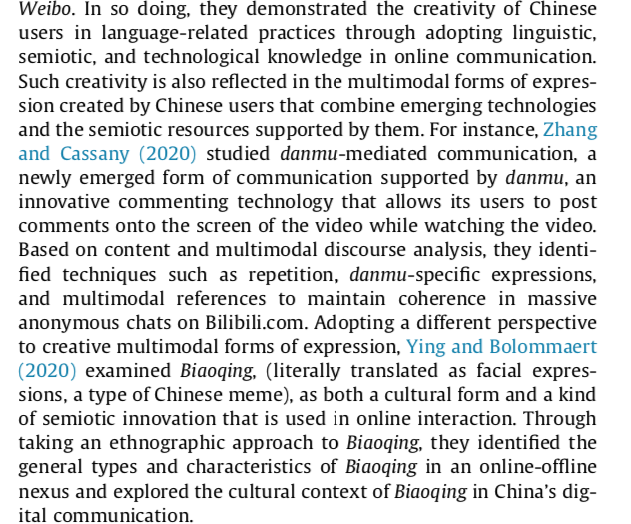 Weibo. In so doing, they demonstrated the creativity of Chinese
users in language-related practices through adopting linguistic,
semiotic, and technological knowledge in online communication.
Such creativity is also reflected in the multimodal forms of expres-
sion created by Chinese users that combine emerging technologies
and the semiotic resources supported by them. For instance, Zhang
and Cassany (2020) studied danmu-mediated communication, a
newly emerged form of communication supported by danmu, an
innovative commenting technology that allows its users to post
comments onto the screen of the video while watching the video.
Based on content and multimodal discourse analysis, they identi-
fied techniques such as repetition, danmu-specific expressions,
and multimodal references to maintain coherence in massive
anonymous chats on Bilibili.com. Adopting a different perspective
to creative multimodal forms of expression, Ying and Bolommaert
(2020) examined Biaoqing, (literally translated as facial expres-
sions, a type of Chinese meme), as both a cultural form and a kind
of semiotic innovation that is used in online interaction. Through
taking an ethnographic approach to Biaoqing, they identified the
general types and characteristics of Biaoqing in an online-offline
nexus and explored the cultural context of Biaoqing in China's dig-
ital communication.